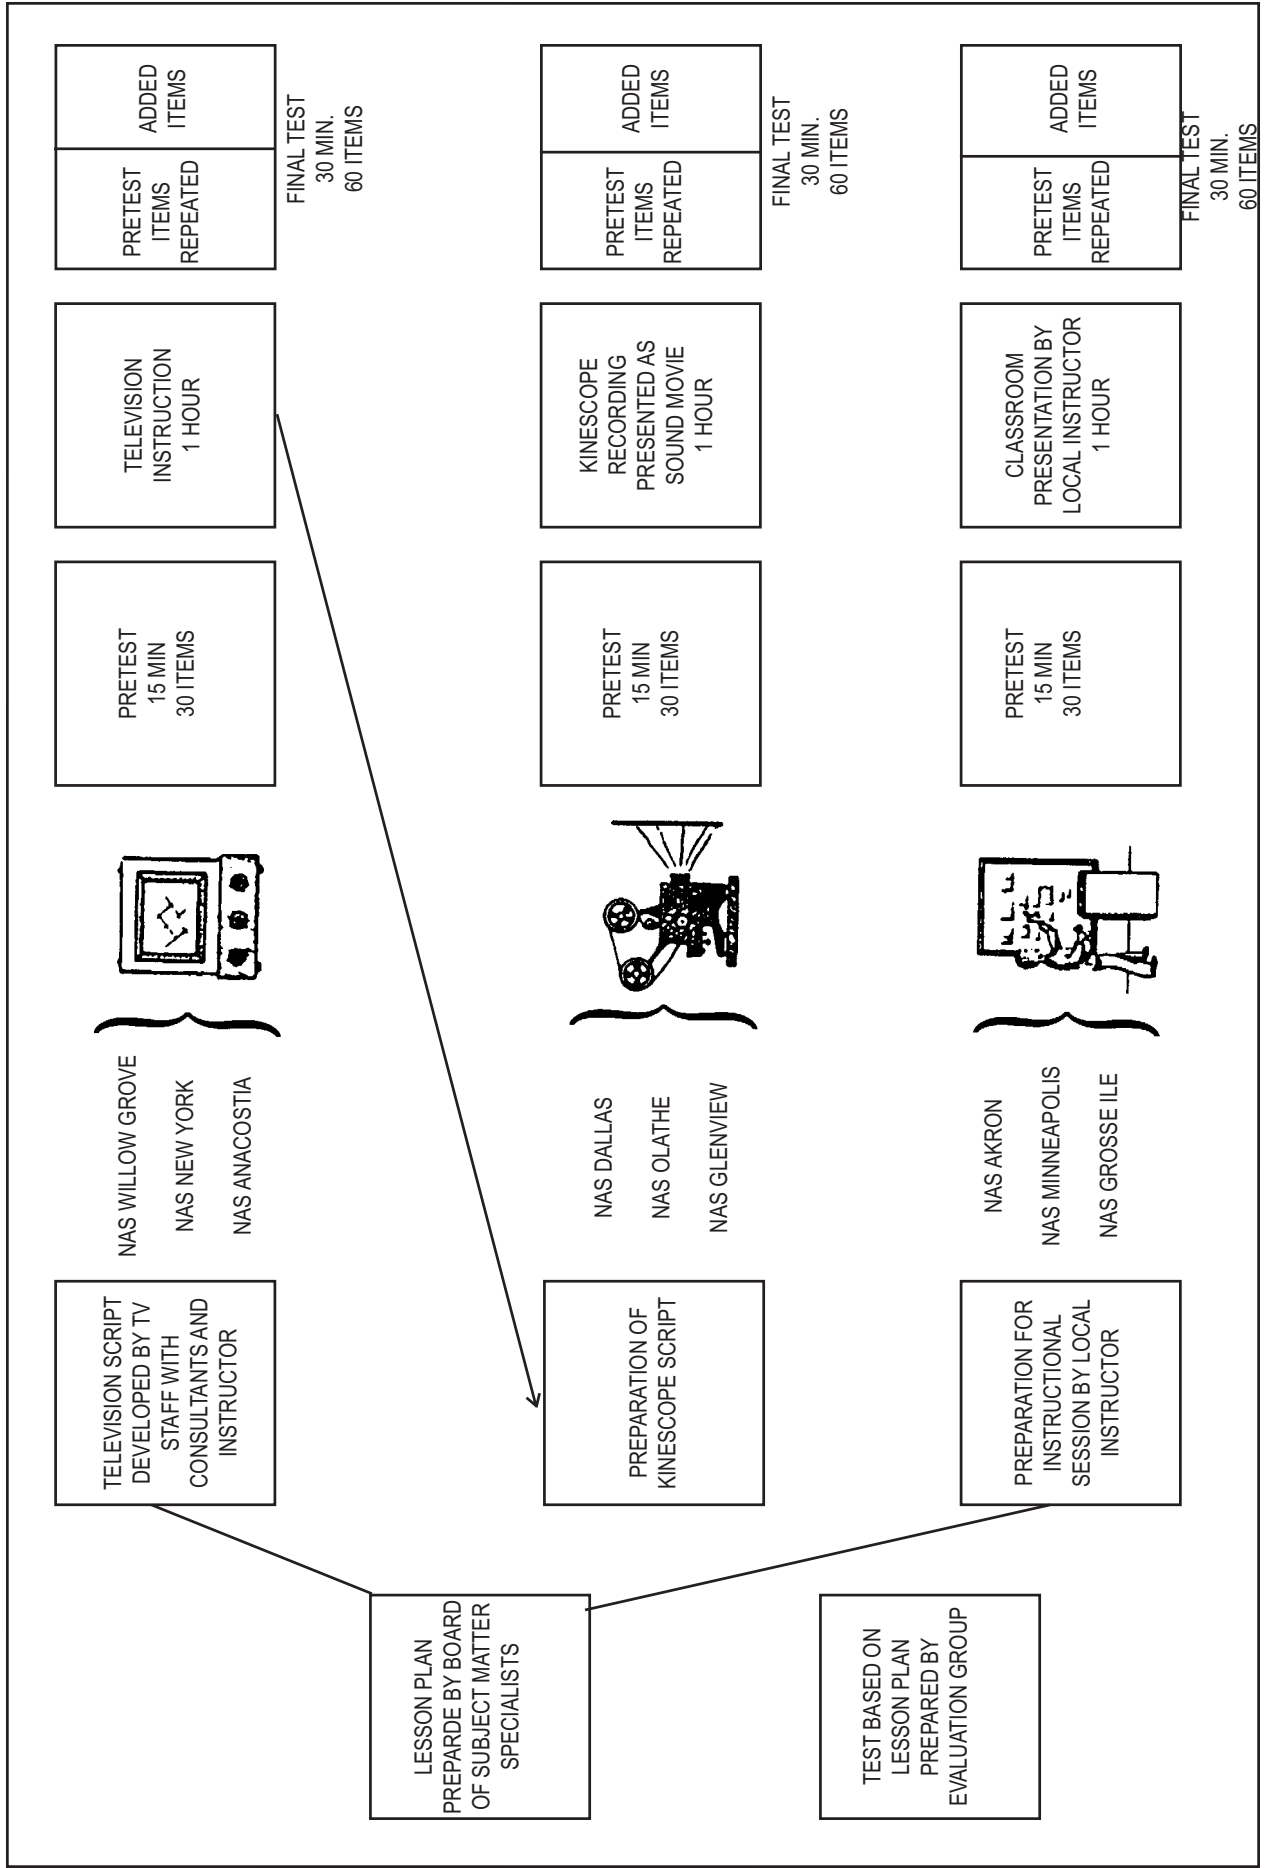 LESSON PLAN
PREPARDE BY BOARD
OF SUBJECT MATTER
SPECIALISTS
TEST BASED ON
LESSON PLAN
PREPARED BY
EVALUATION GROUP
TELEVISION SCRIPT
DEVELOPED BY TV
STAFF WITH
CONSULTANTS AND
INSTRUCTOR
NAS WILLOW GROVE
NAS NEW YORK
NAS ANACOSTIA
PRETEST
15 MIN
30 ITEMS
TELEVISION
INSTRUCTION
1 HOUR
PRETEST
ITEMS
REPEATED
ADDED
ITEMS
FINAL TEST
30 MIN.
60 ITEMS
PREPARATION OF
KINESCOPE SCRIPT
NAS DALLAS
NAS OLATHE
NAS GLENVIEW
PRETEST
15 MIN
30 ITEMS
KINESCOPE
RECORDING
PRESENTED AS
SOUND MOVIE
1 HOUR
PRETEST
ITEMS
REPEATED
ADDED
ITEMS
FINAL TEST
30 MIN.
60 ITEMS
PREPARATION FOR
INSTRUCTIONAL
SESSION BY LOCAL
INSTRUCTOR
NAS AKRON
NAS MINNEAPOLIS
NAS GROSSE ILE
PRETEST
15 MIN
30 ITEMS
CLASSROOM
PRESENTATION BY
LOCAL INSTRUCTOR
1 HOUR
PRETEST
ITEMS
REPEATED
ADDED
ITEMS
FINAL TEST
30 MIN.
60 ITEMS